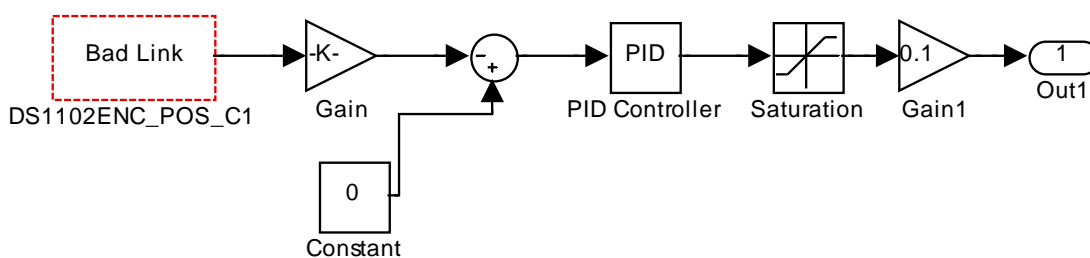 Bad Link
DS1102ENC_POS_C1
-K-
Gain
-
+
0
Constant
PID
PID Controller
Saturation
0.1
Gain1
1
Out1